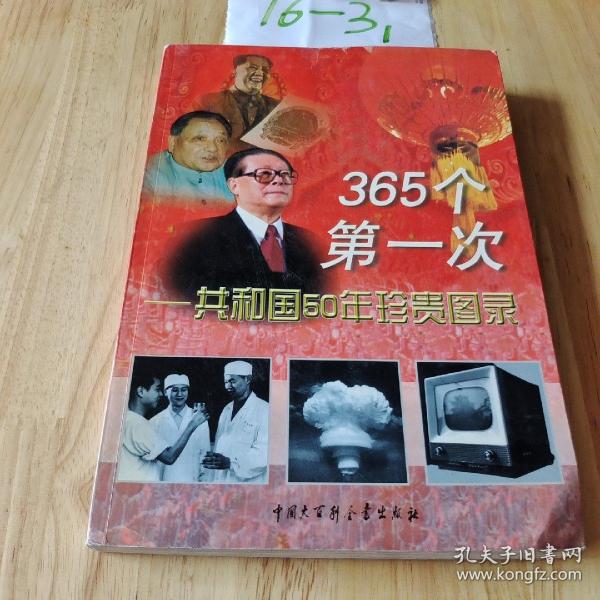 16-3,
365个
第一次
——共和国50年珍贵图录
中国大百科全书出版社
孔夫子旧书网
www.kongfz.com